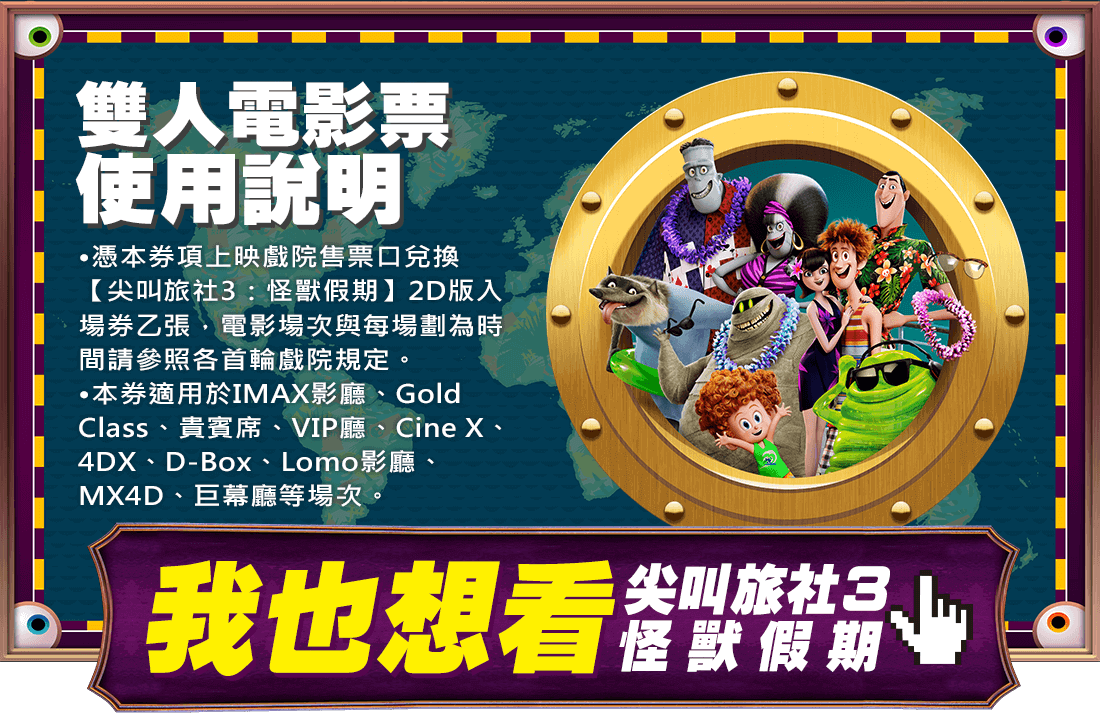 雙人電影票
使用說明
•憑本券項上映戲院售票口兌換
【尖叫旅社3：怪獸假期】2D版入
場券乙張，電影場次與每場劃為時
間請參照各首輪戲院規定。
•本券適用於IMAX影廳、Gold
Class、貴賓席、VIP廳、Cine X、
4DX、D-Box、Lomo影廳、
MX4D、巨幕廳等場次。
我也想看
尖叫旅社3
怪獸假期